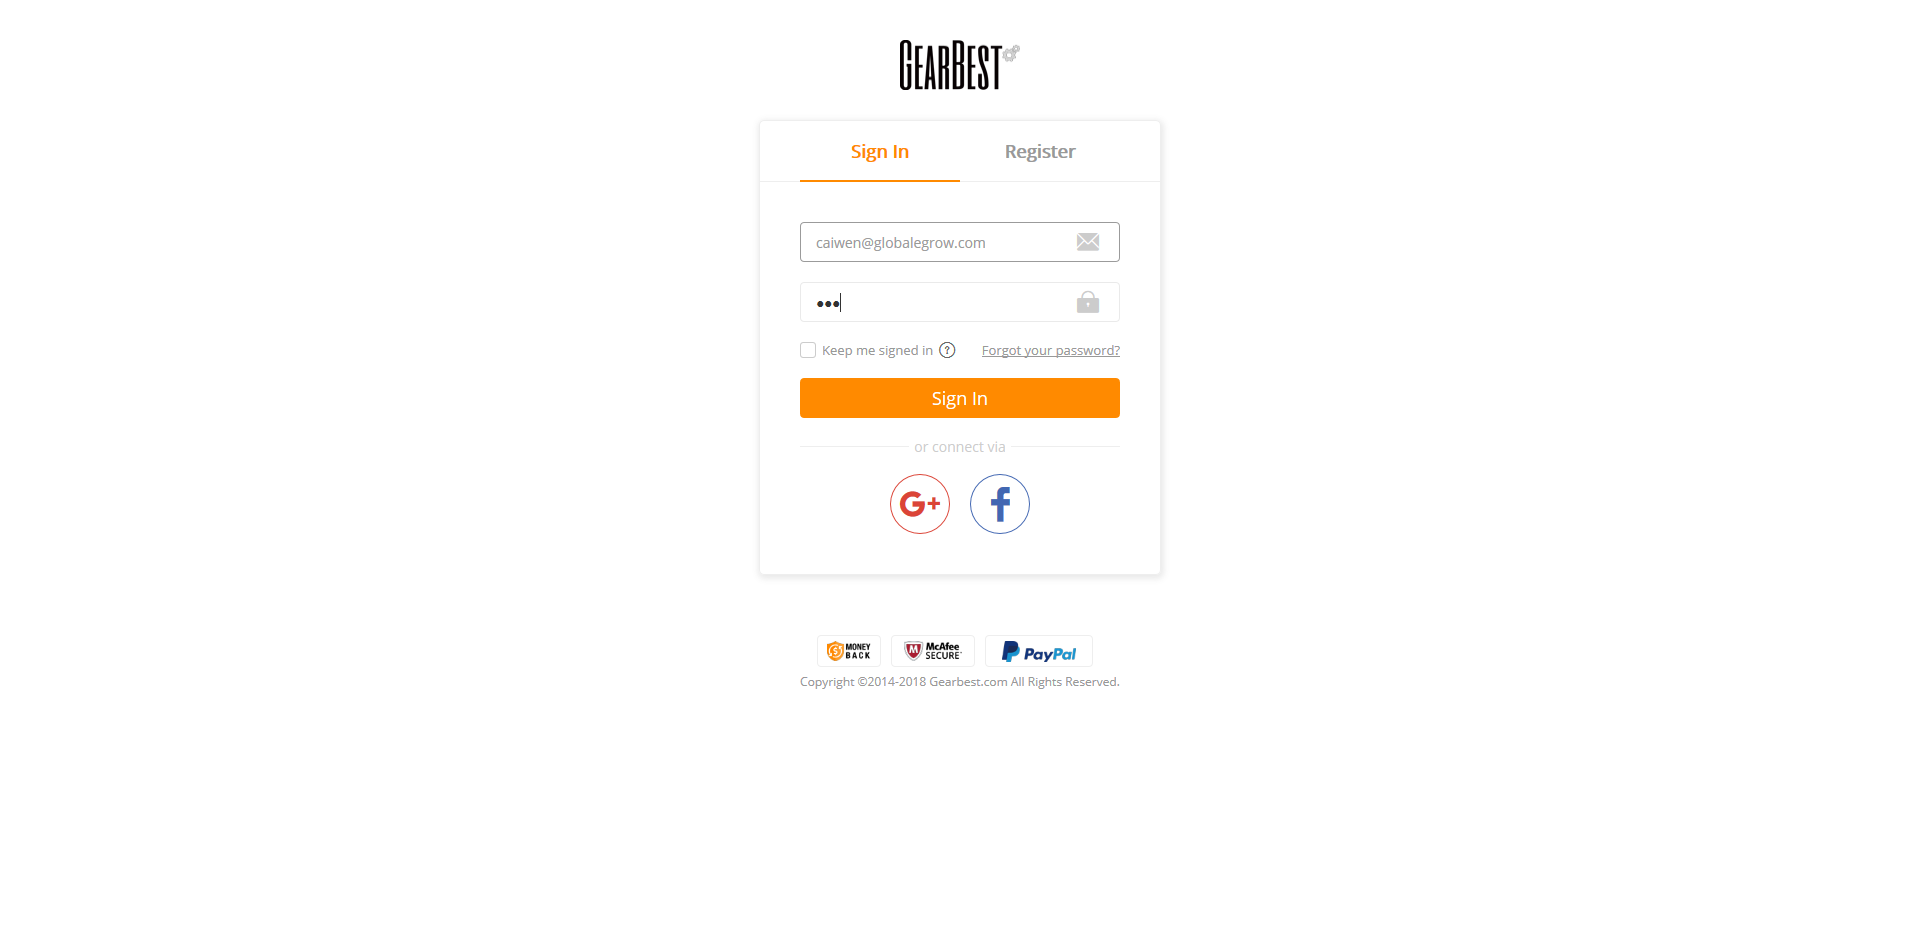 GEARBEST
Sign In Register
caiwen@globalegrow.com
•••
Keep me signed in ? Forgot your password?
Sign In
or connect via
G+ f
MONEY BACK McAfee SECURE PayPal
Copyright ©2014-2018 Gearbest.com All Rights Reserved.